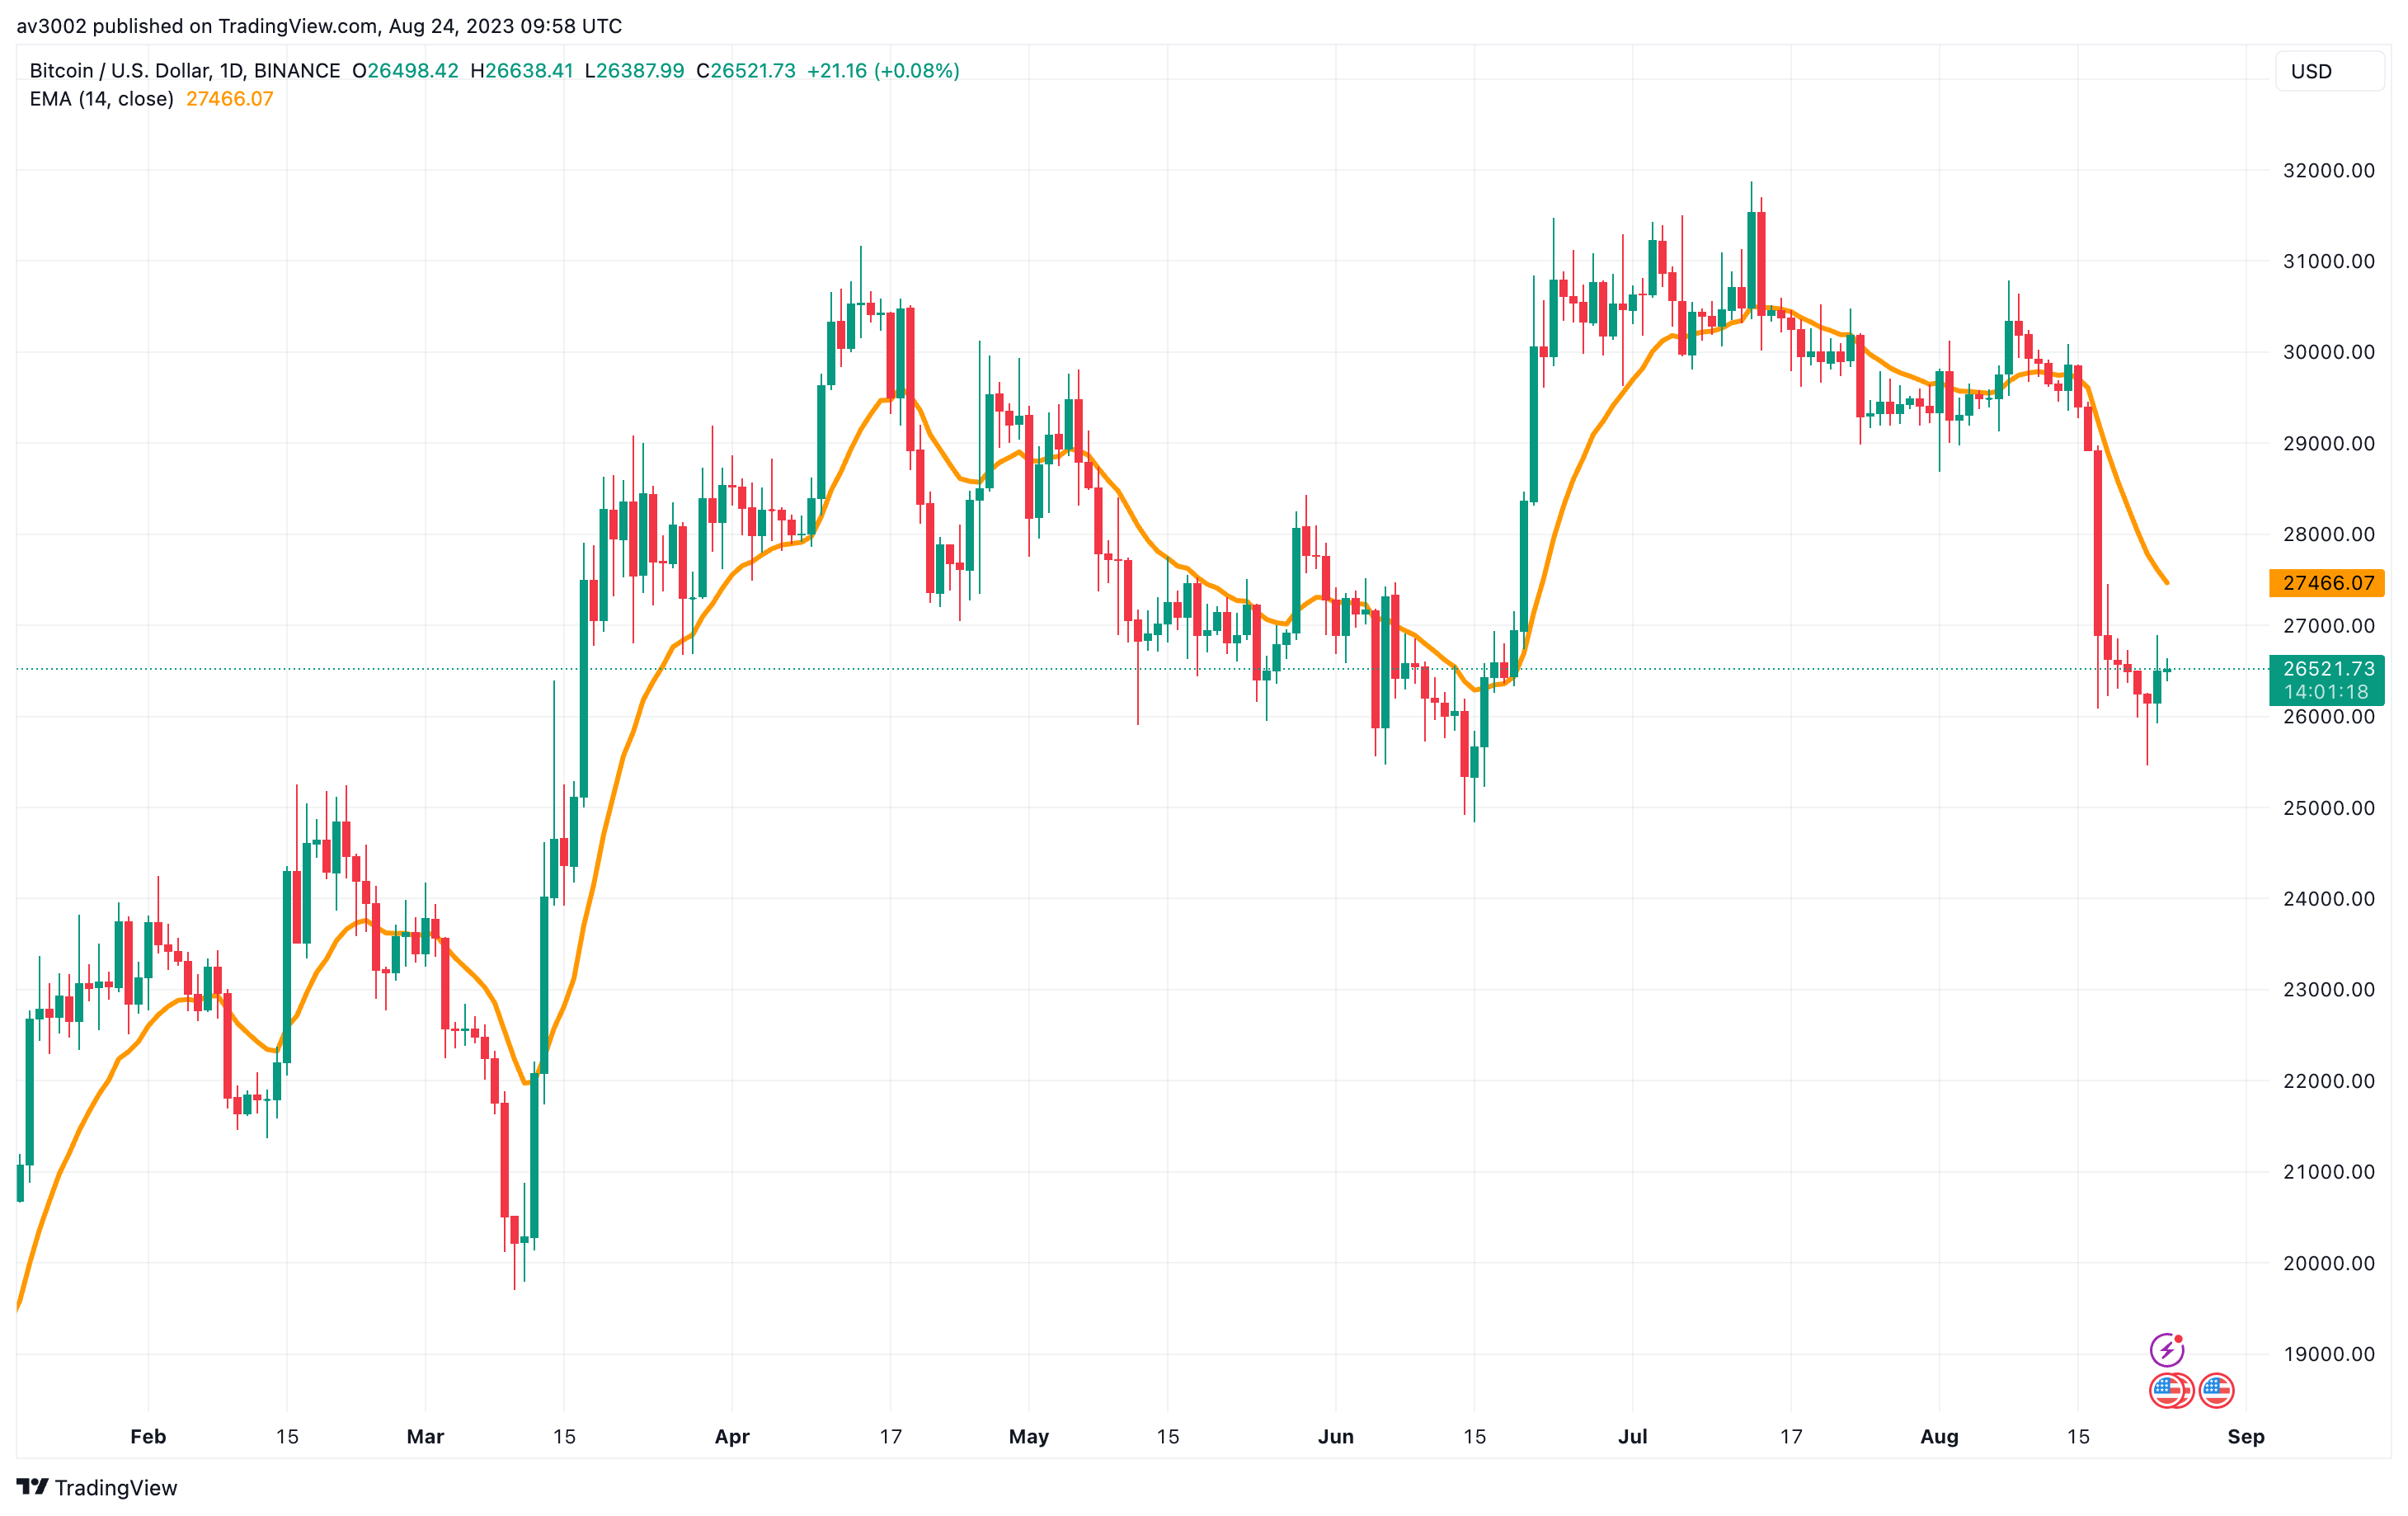 av3002 published on TradingView.com, Aug 24, 2023 09:58 UTC
Bitcoin / U.S. Dollar, 1D, BINANCE O26498.42 H26638.41 L26387.99 C26521.73 +21.16 (+0.08%)
EMA (14, close) 27466.07
USD
32000.00
31000.00
30000.00
29000.00
28000.00
27466.07
27000.00
26521.73
14:01:18
26000.00
25000.00
24000.00
23000.00
22000.00
21000.00
20000.00
19000.00
Feb 15 Mar 15 Apr 17 May 15 Jun 15 Jul 17 Aug 15 Sep
TradingView